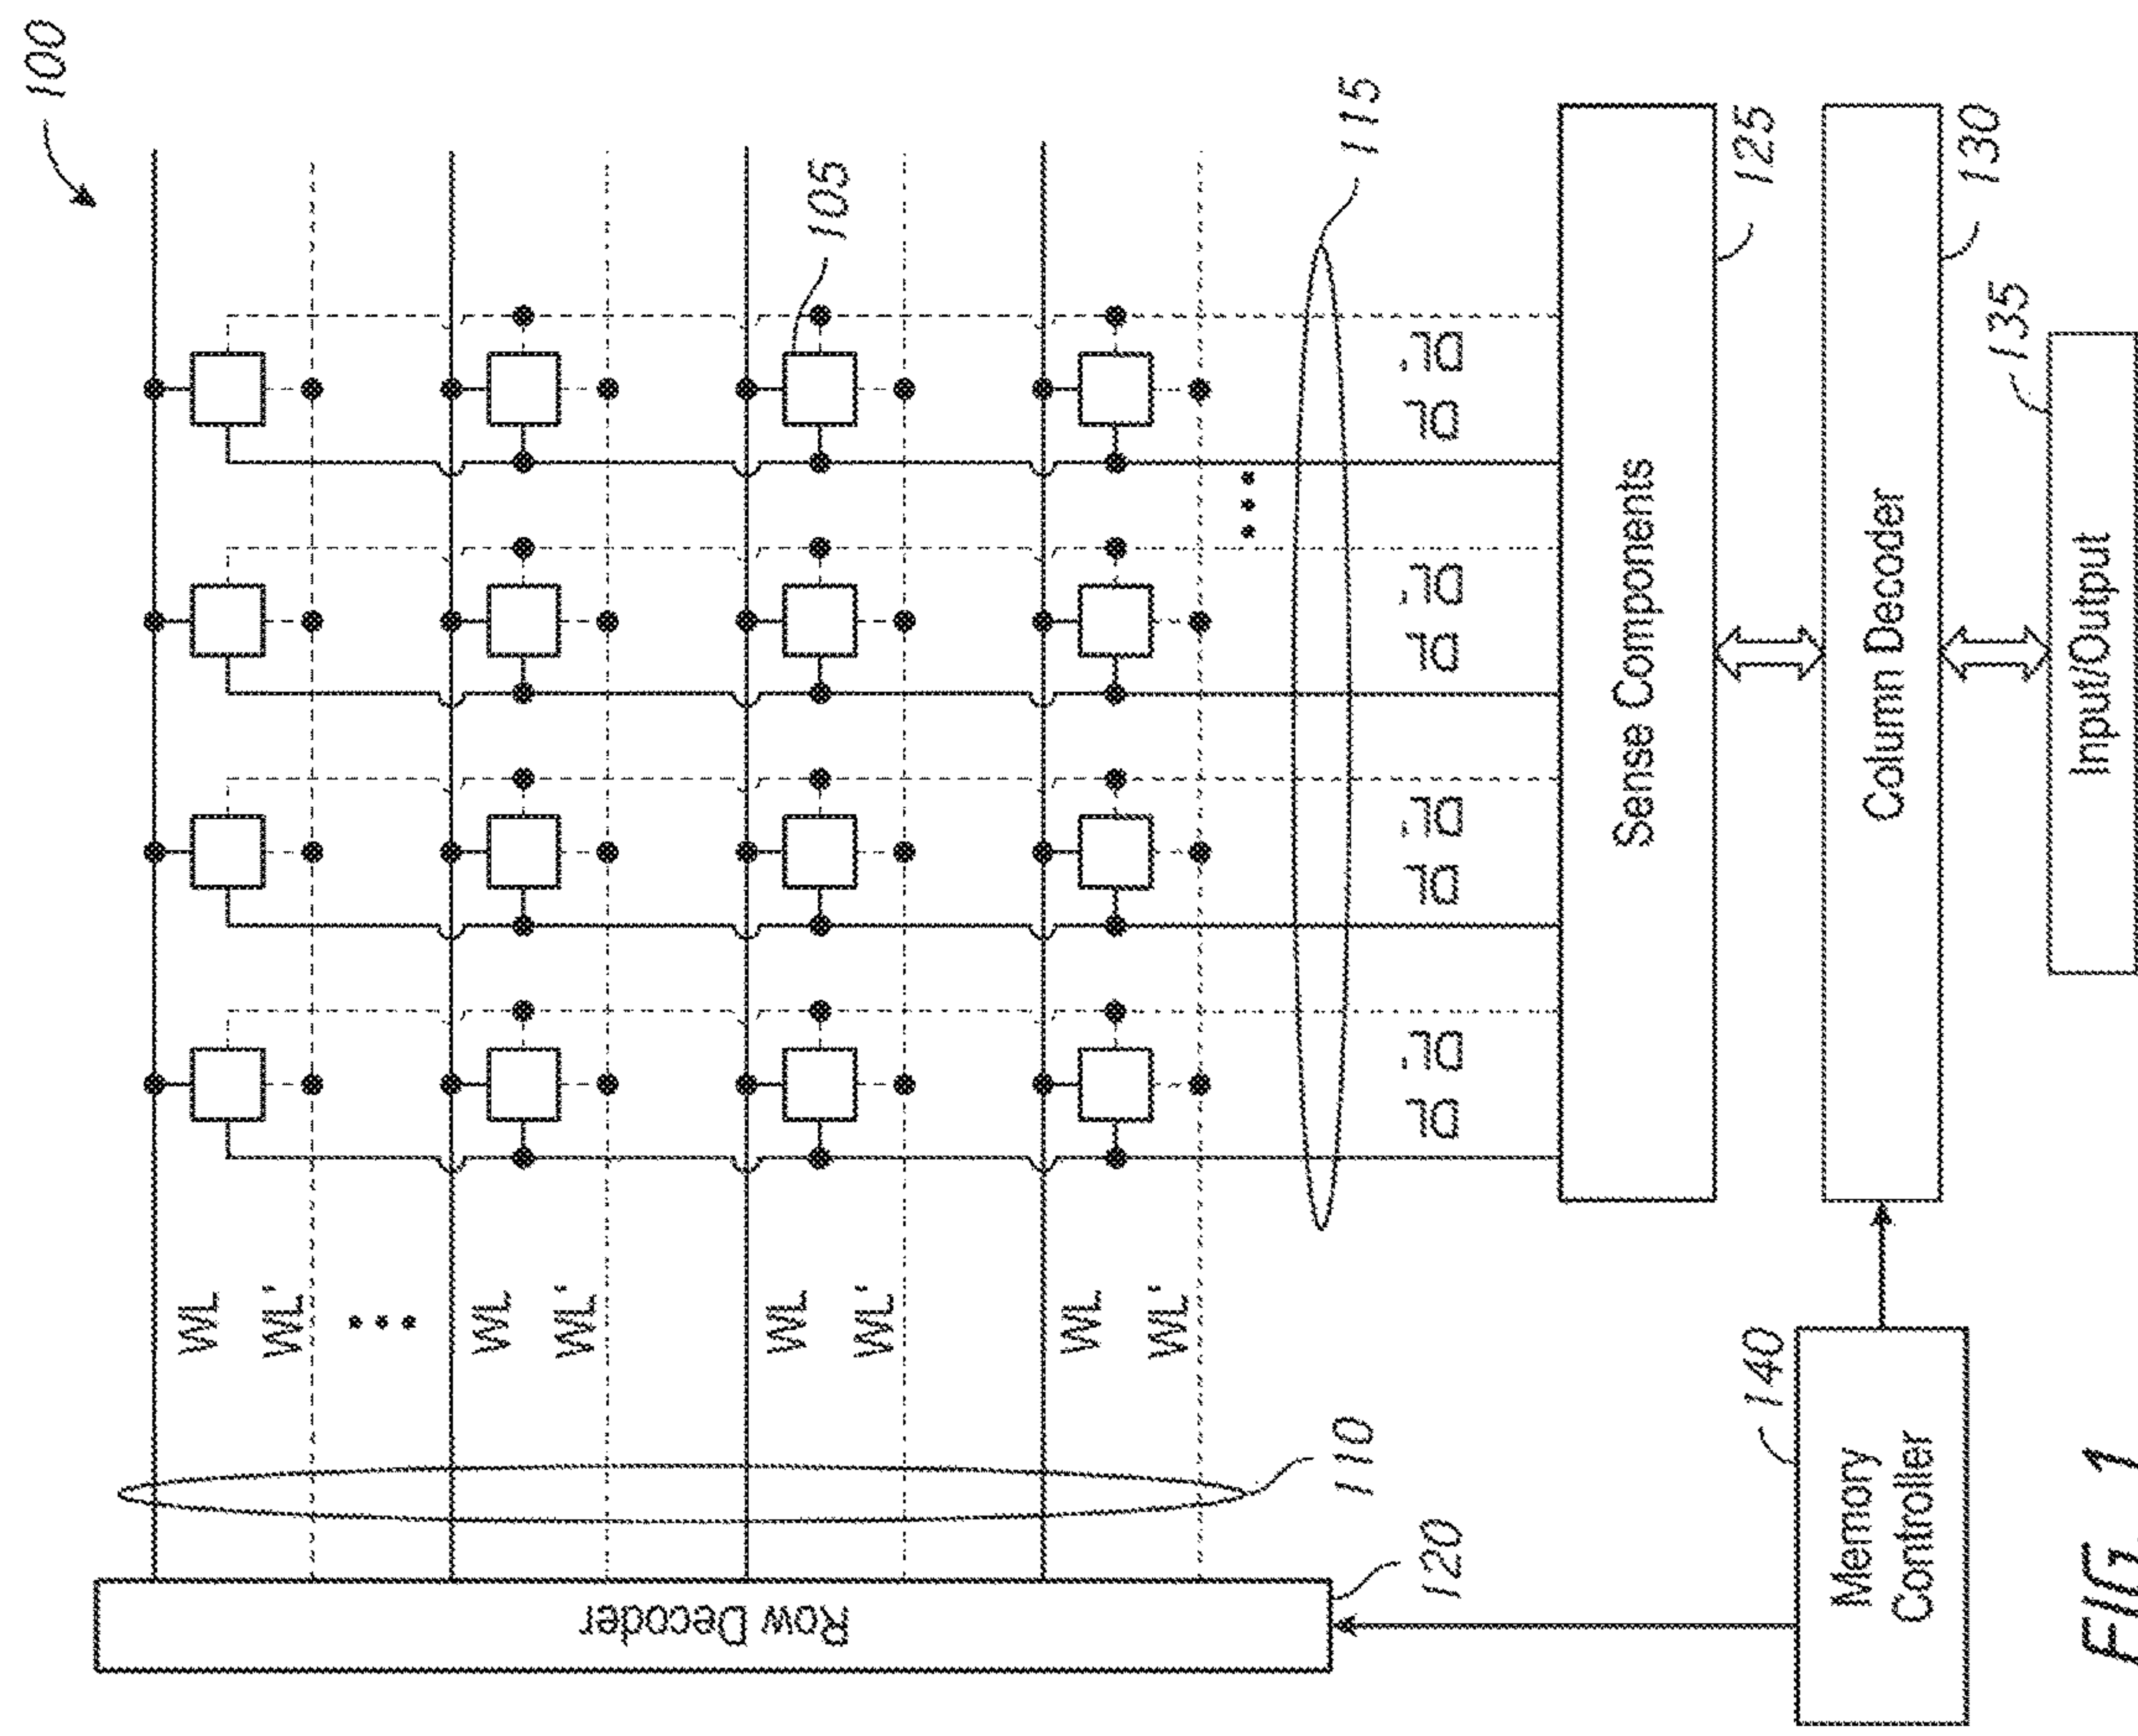 100
WL
WL'
WL
WL'
Row Decoder
WL
105
WL'
WL
WL'
110
115
DL DL' DL DL' DL DL' DL DL'
120
Sense Components
125
140
Memory
Controller
Column Decoder
130
135
Input/Output
FIG. 1